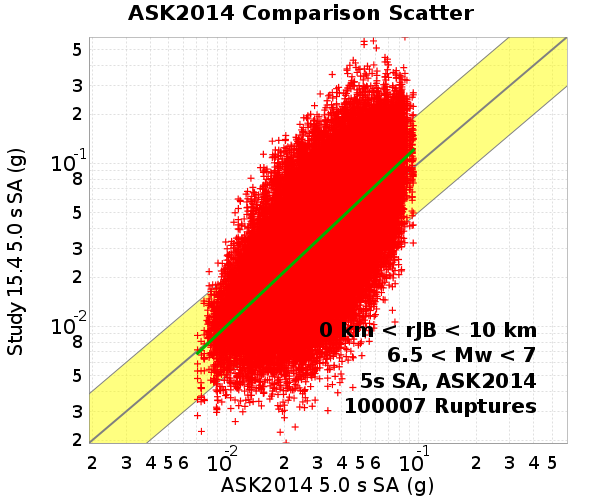 ASK2014 Comparison Scatter
5
3
2
10-1
8
5
3
2
10-2
8
5
3
2
Study 15.4 5.0 s SA (g)
0 km < rJB < 10 km
6.5 < Mw < 7
5s SA, ASK2014
100007 Ruptures
2 3 4 5 6 10-2 2 3 4 5 6 10-1 2 3 4 5
ASK2014 5.0 s SA (g)